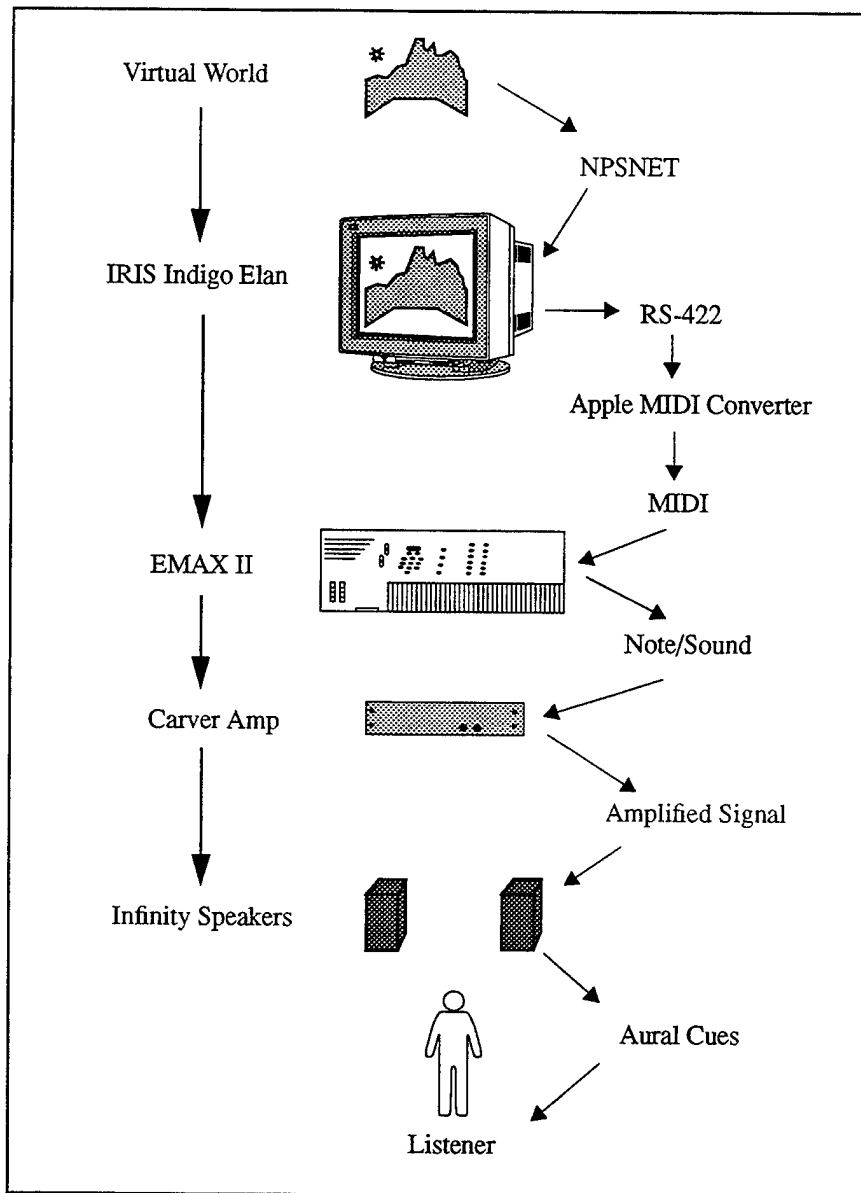 Virtual World
NPSNET
IRIS Indigo Elan
RS-422
Apple MIDI Converter
MIDI
EMAX II
Note/Sound
Carver Amp
Amplified Signal
Infinity Speakers
Aural Cues
Listener